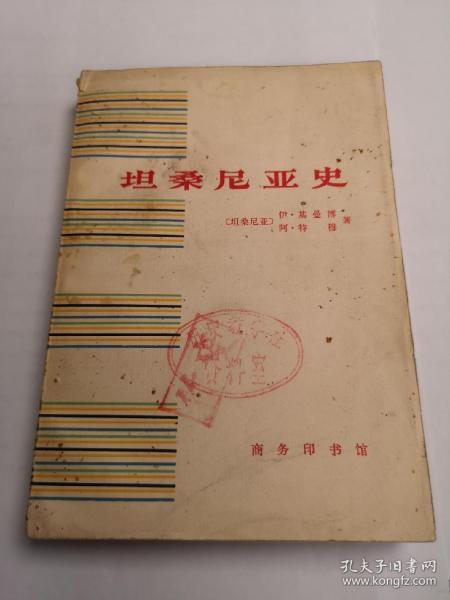 坦桑尼亚史
〔坦桑尼亚〕伊·基曼博 著
阿·特穆
商务印书馆
孔夫子旧书网
www.kongfz.com